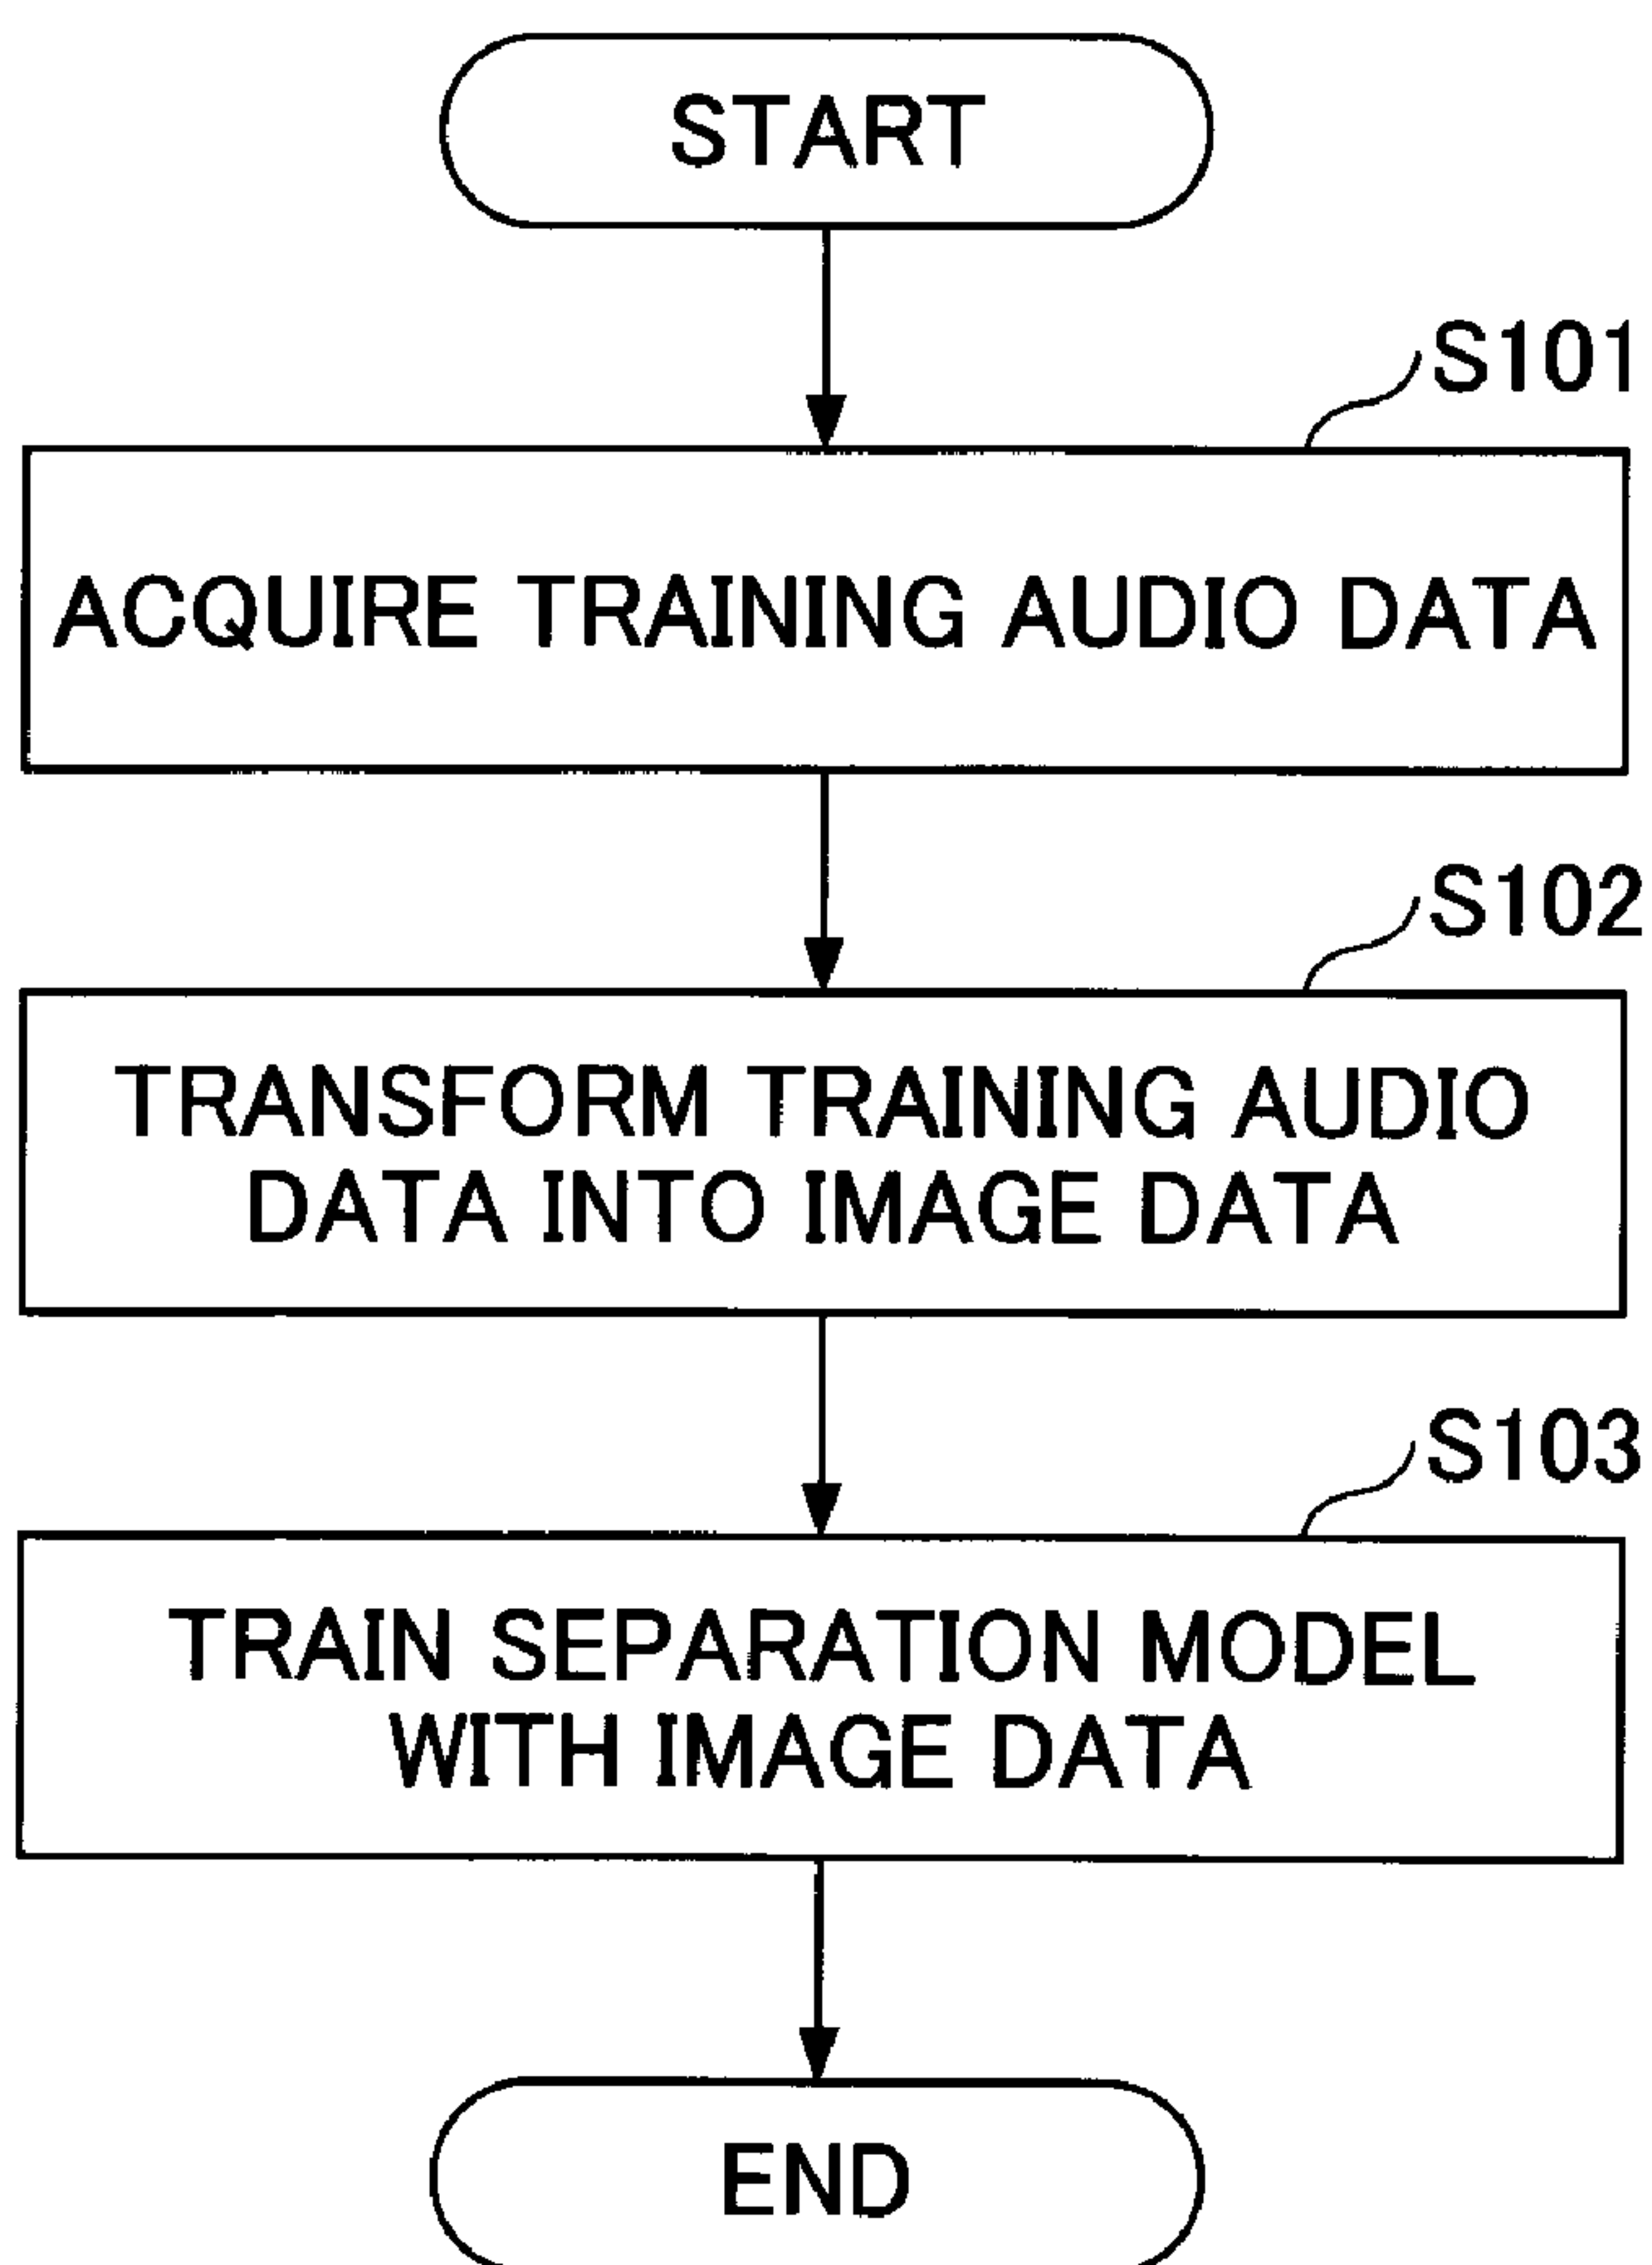 START
S101
ACQUIRE TRAINING AUDIO DATA
S102
TRANSFORM TRAINING AUDIO
DATA INTO IMAGE DATA
S103
TRAIN SEPARATION MODEL
WITH IMAGE DATA
END